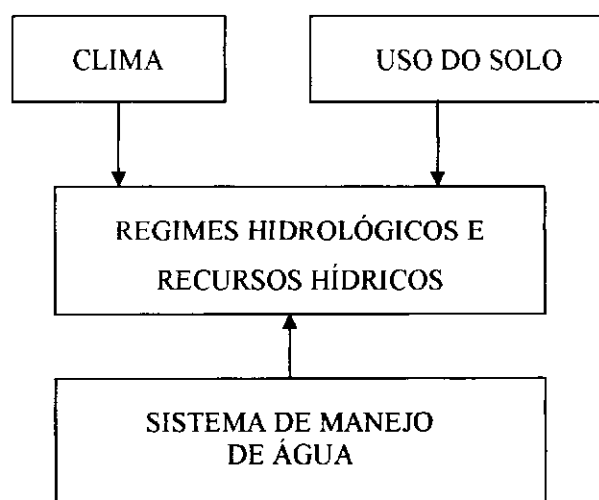 CLIMA
USO DO SOLO
REGIMES HIDROLÓGICOS E
RECURSOS HÍDRICOS
SISTEMA DE MANEJO
DE ÁGUA